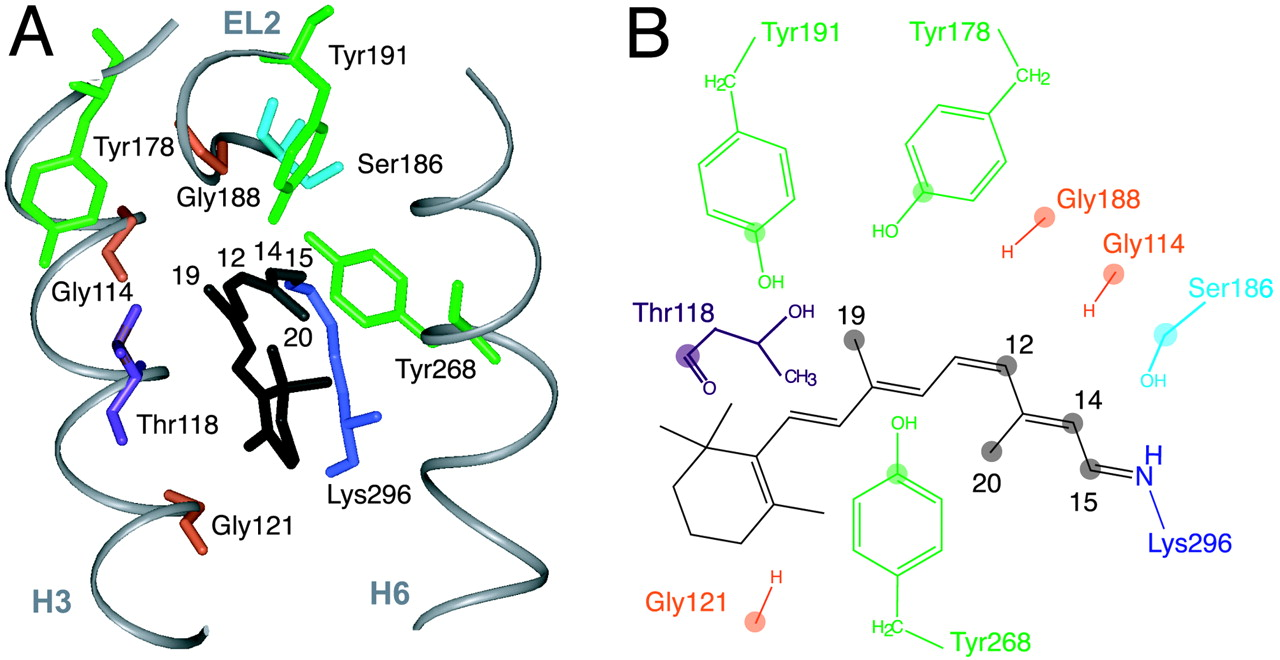 A
EL2
Tyr191
Tyr178
Gly188
Ser186
Gly114
19
12
14
15
20
Tyr268
Thr118
Lys296
Gly121
H3
H6
B
Tyr191
Tyr178
H2C
CH2
HO
OH
Gly188
H
Gly114
H
Ser186
OH
Thr118
OH
O
CH3
19
12
14
OH
20
15
H
N
Lys296
H
Gly121
H2C
Tyr268